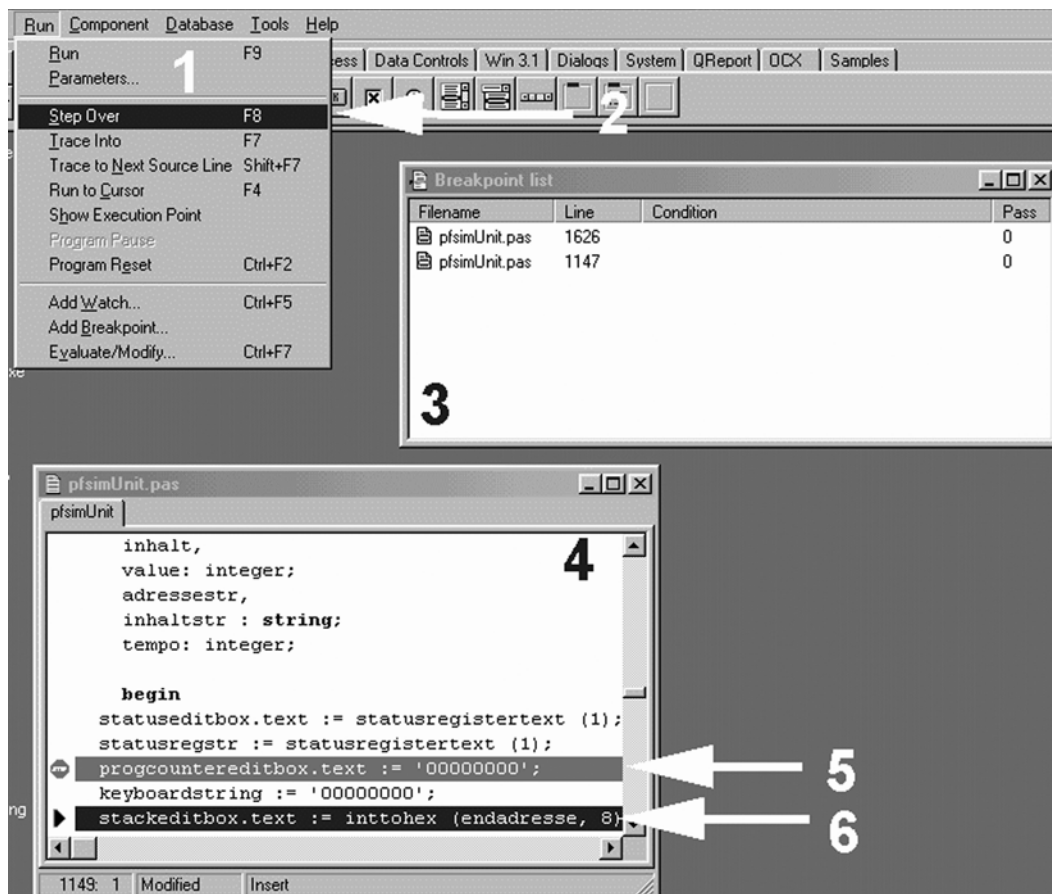 Run Component Database Tools Help
1
Run F9
Parameters...
Step Over F8
Trace Into F7
Trace to Next Source Line Shift+F7
Run to Cursor F4
Show Execution Point
Program Pause
Program Reset Ctrl+F2
Add Watch... Ctrl+F5
Add Breakpoint...
Evaluate/Modify... Ctrl+F7
ess Data Controls Win 3.1 Dialogs System QReport OCX Samples
2
Breakpoint list
Filename Line Condition Pass
pfsimUnit.pas 1626 0
pfsimUnit.pas 1147 0
3
xe
ng
pfsimUnit.pas
pfsimUnit
4
inhalt,
value: integer;
adressestr,
inhaltstr : string;
tempo: integer;
begin
statuseditbox.text := statusregistertext (1);
statusregstr := statusregistertext (1);
progcountereditbox.text := '00000000';
5
keyboardstring := '00000000';
stackeditbox.text := inttohex (endadresse, 8)
6
1149: 1 Modified Insert